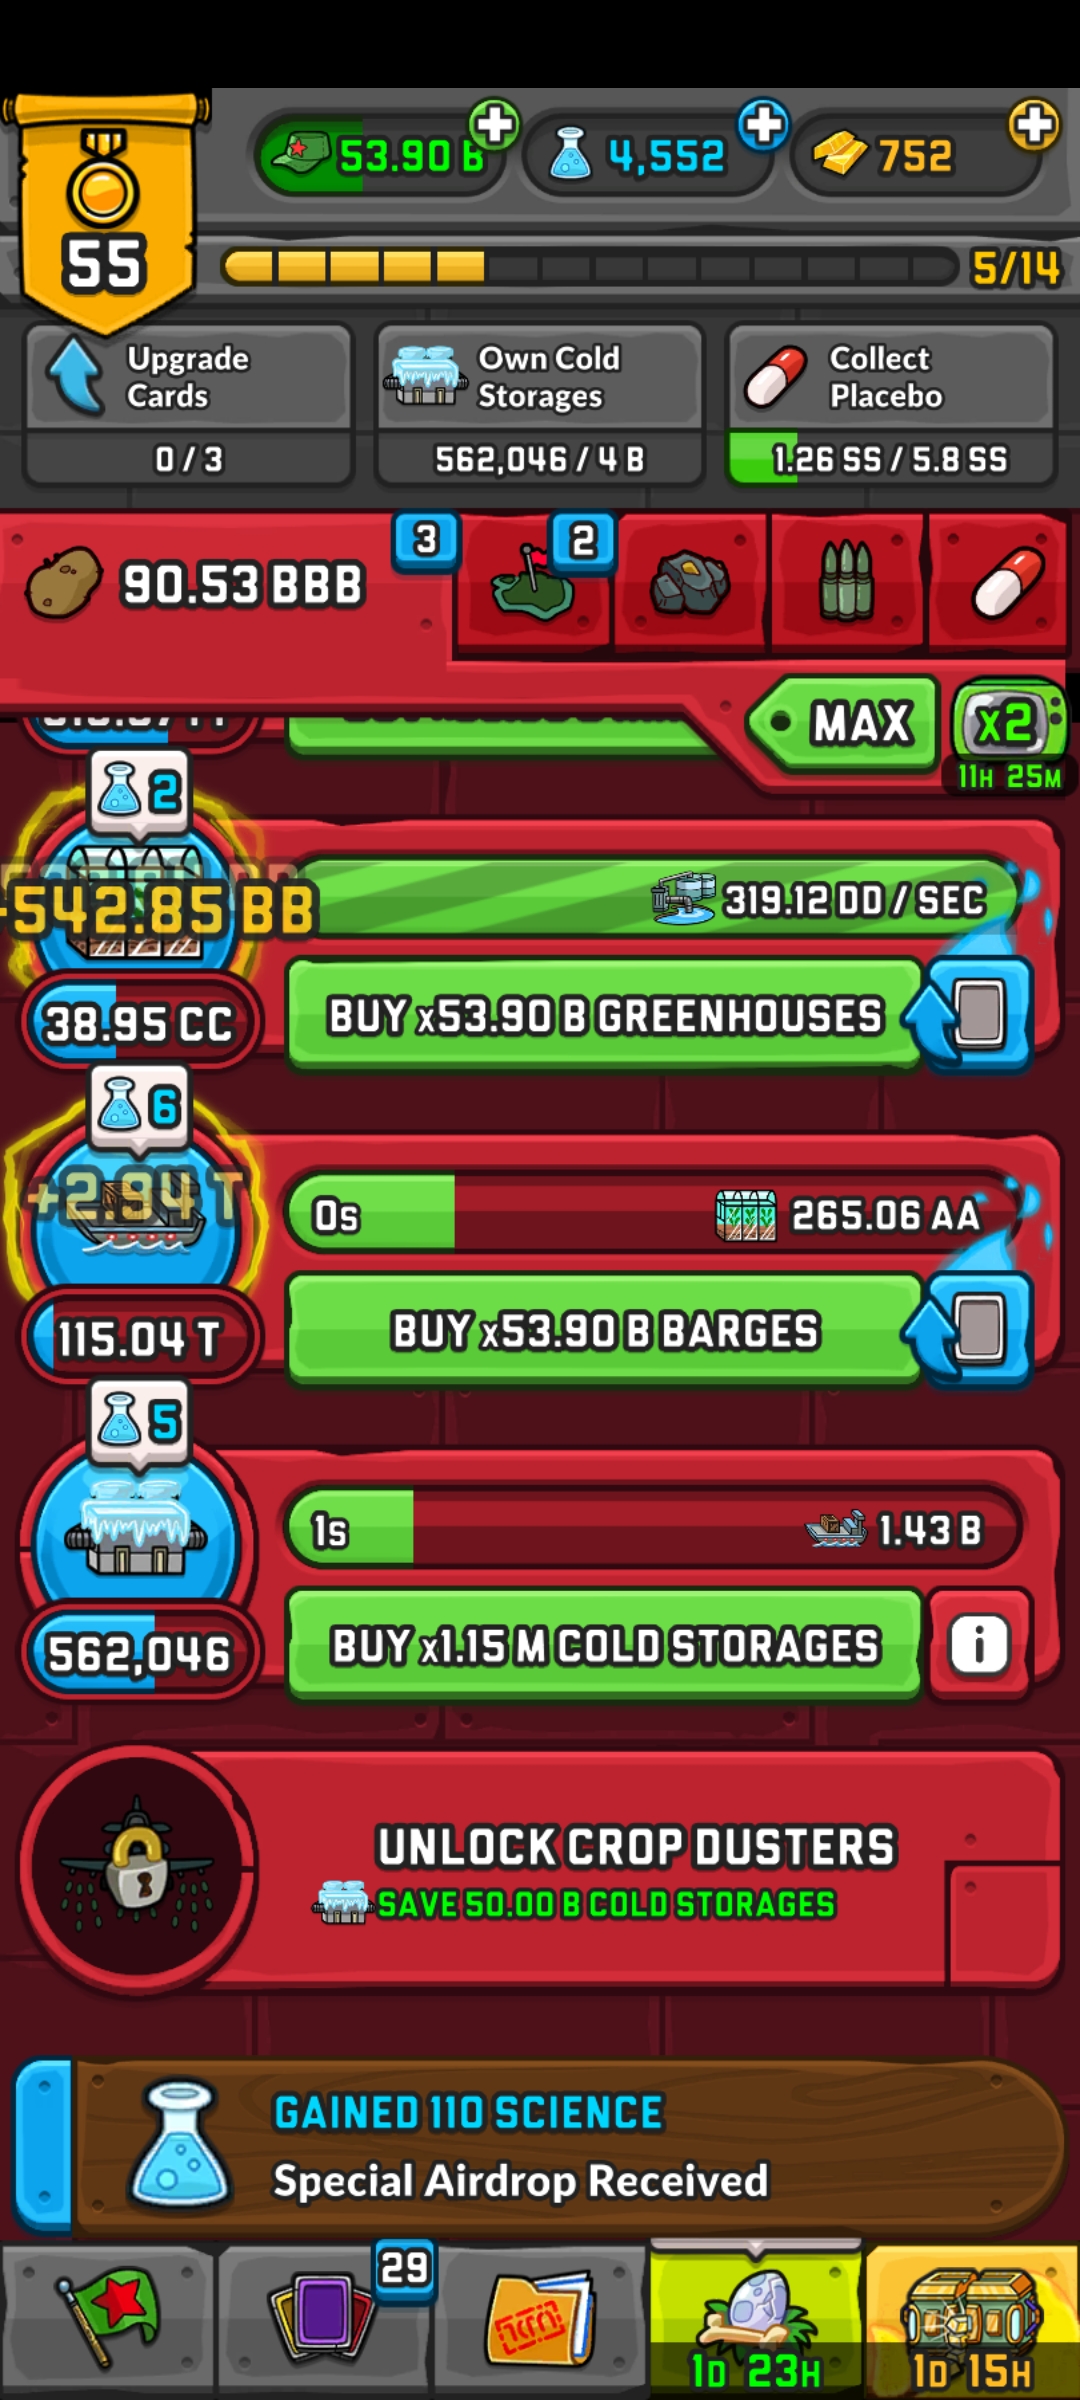 53.90 B
4,552
752
55
5/14
Upgrade
Cards
0 / 3
Own Cold
Storages
562,046 / 4 B
Collect
Placebo
1.26 SS / 5.8 SS
90.53 BBB
3
2
MAX
x2
11H 25M
2
542.85 BB
319.12 DD / SEC
38.95 CC
BUY x53.90 B GREENHOUSES
6
+2.94 T
0s
265.06 AA
115.04 T
BUY x53.90 B BARGES
5
1s
1.43 B
562,046
BUY x1.15 M COLD STORAGES
i
UNLOCK CROP DUSTERS
SAVE 50.00 B COLD STORAGES
GAINED 110 SCIENCE
Special Airdrop Received
29
1D 23H
1D 15H